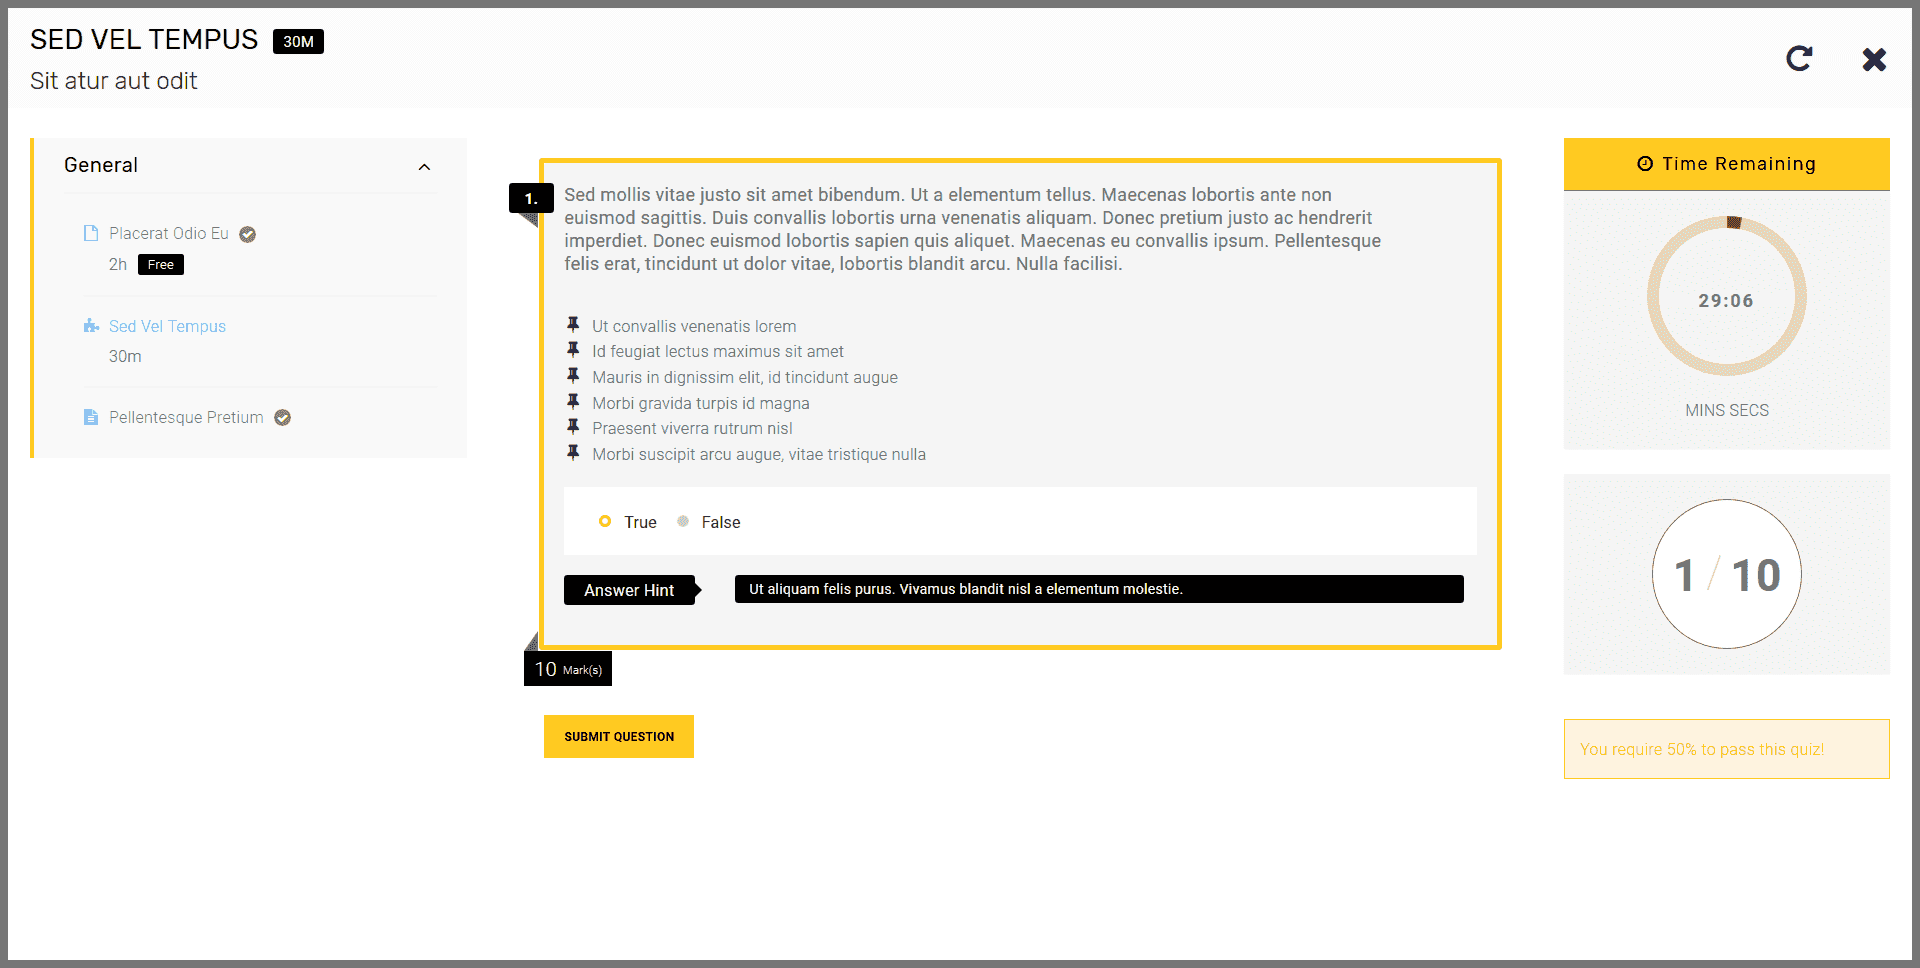 SED VEL TEMPUS 30M
Sit atur aut odit
General
Placerat Odio Eu
2h Free
Sed Vel Tempus
30m
Pellentesque Pretium
1.
Sed mollis vitae justo sit amet bibendum. Ut a elementum tellus. Maecenas lobortis ante non
euismod sagittis. Duis convallis lobortis urna venenatis aliquam. Donec pretium justo ac hendrerit
imperdiet. Donec euismod lobortis sapien quis aliquet. Maecenas eu convallis ipsum. Pellentesque
felis erat, tincidunt ut dolor vitae, lobortis blandit arcu. Nulla facilisi.
Ut convallis venenatis lorem
Id feugiat lectus maximus sit amet
Mauris in dignissim elit, id tincidunt augue
Morbi gravida turpis id magna
Praesent viverra rutrum nisl
Morbi suscipit arcu augue, vitae tristique nulla
True False
Answer Hint Ut aliquam felis purus. Vivamus blandit nisl a elementum molestie.
10 Mark(s)
SUBMIT QUESTION
Time Remaining
29:06
MINS SECS
1 / 10
You require 50% to pass this quiz!